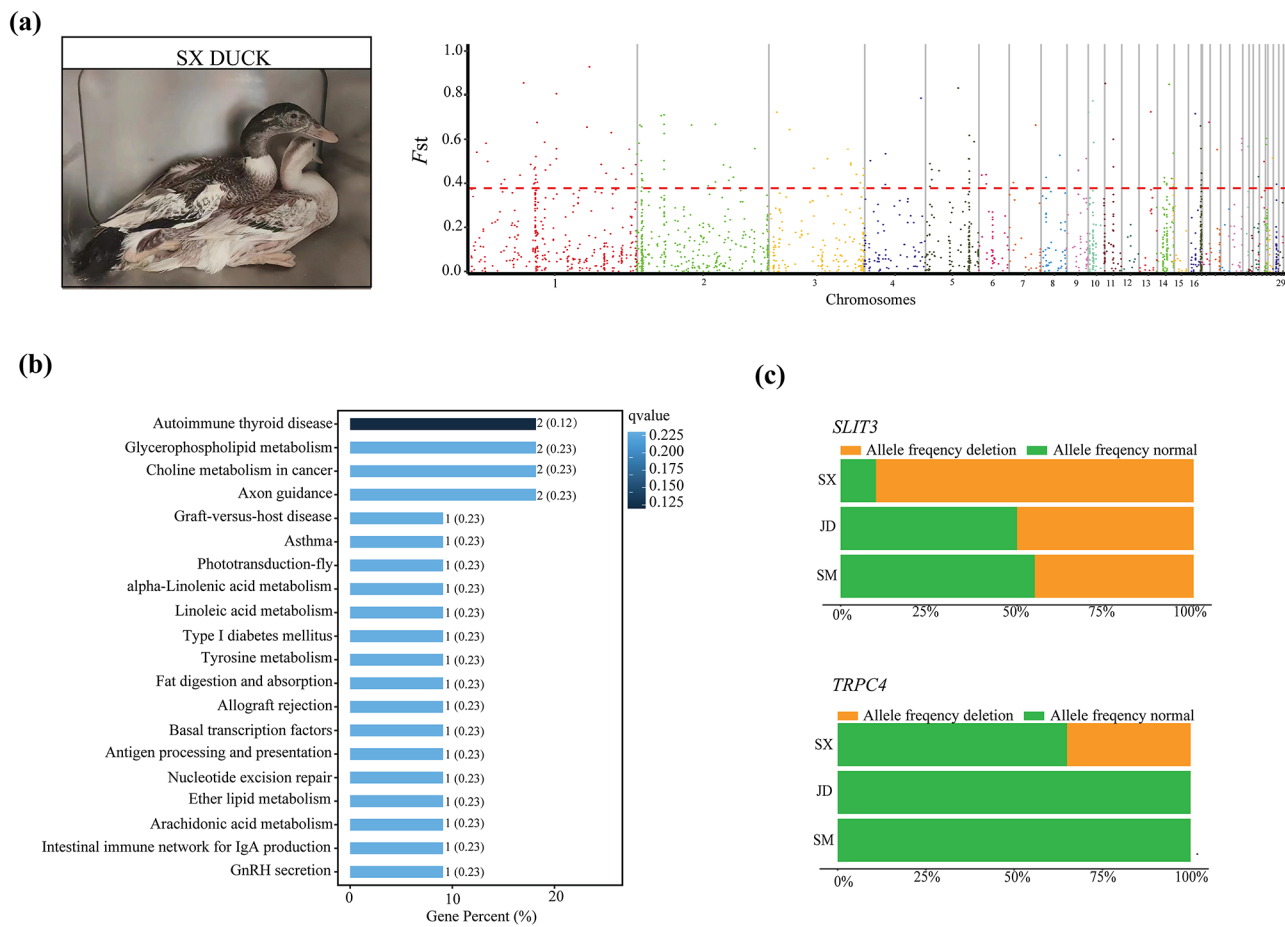 (a)
SX DUCK
1.0
0.8
0.6
0.4
0.2
0.0
Fst
1 2 3 4 5 6 7 8 9 10 11 12 13 14 15 16 29
Chromosomes
(b)
Autoimmune thyroid disease 2 (0.12)
Glycerophospholipid metabolism 2 (0.23)
Choline metabolism in cancer 2 (0.23)
Axon guidance 2 (0.23)
Graft-versus-host disease 1 (0.23)
Asthma 1 (0.23)
Phototransduction-fly 1 (0.23)
alpha-Linolenic acid metabolism 1 (0.23)
Linoleic acid metabolism 1 (0.23)
Type I diabetes mellitus 1 (0.23)
Tyrosine metabolism 1 (0.23)
Fat digestion and absorption 1 (0.23)
Allograft rejection 1 (0.23)
Basal transcription factors 1 (0.23)
Antigen processing and presentation 1 (0.23)
Nucleotide excision repair 1 (0.23)
Ether lipid metabolism 1 (0.23)
Arachidonic acid metabolism 1 (0.23)
Intestinal immune network for IgA production 1 (0.23)
GnRH secretion 1 (0.23)
0 10 20
Gene Percent (%)
qvalue
0.225
0.200
0.175
0.150
0.125
(c)
SLIT3
Allele freqency deletion Allele freqency normal
SX
JD
SM
0% 25% 50% 75% 100%
TRPC4
Allele freqency deletion Allele freqency normal
SX
JD
SM
0% 25% 50% 75% 100%